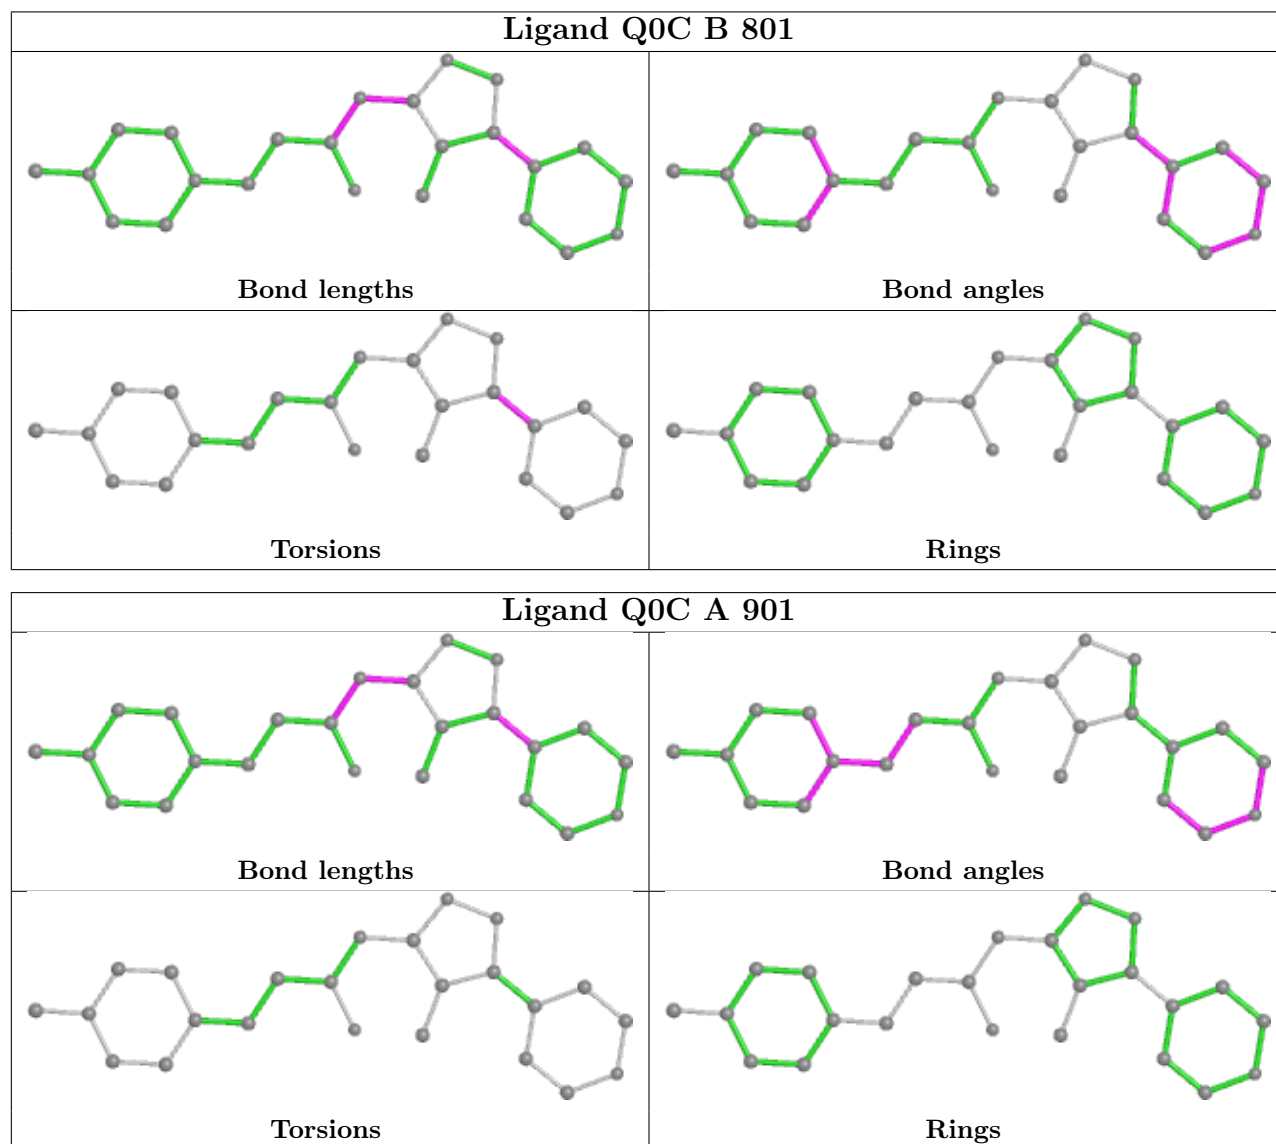 Ligand Q0C B 801
Bond lengths
Bond angles
Torsions
Rings
Ligand Q0C A 901
Bond lengths
Bond angles
Torsions
Rings